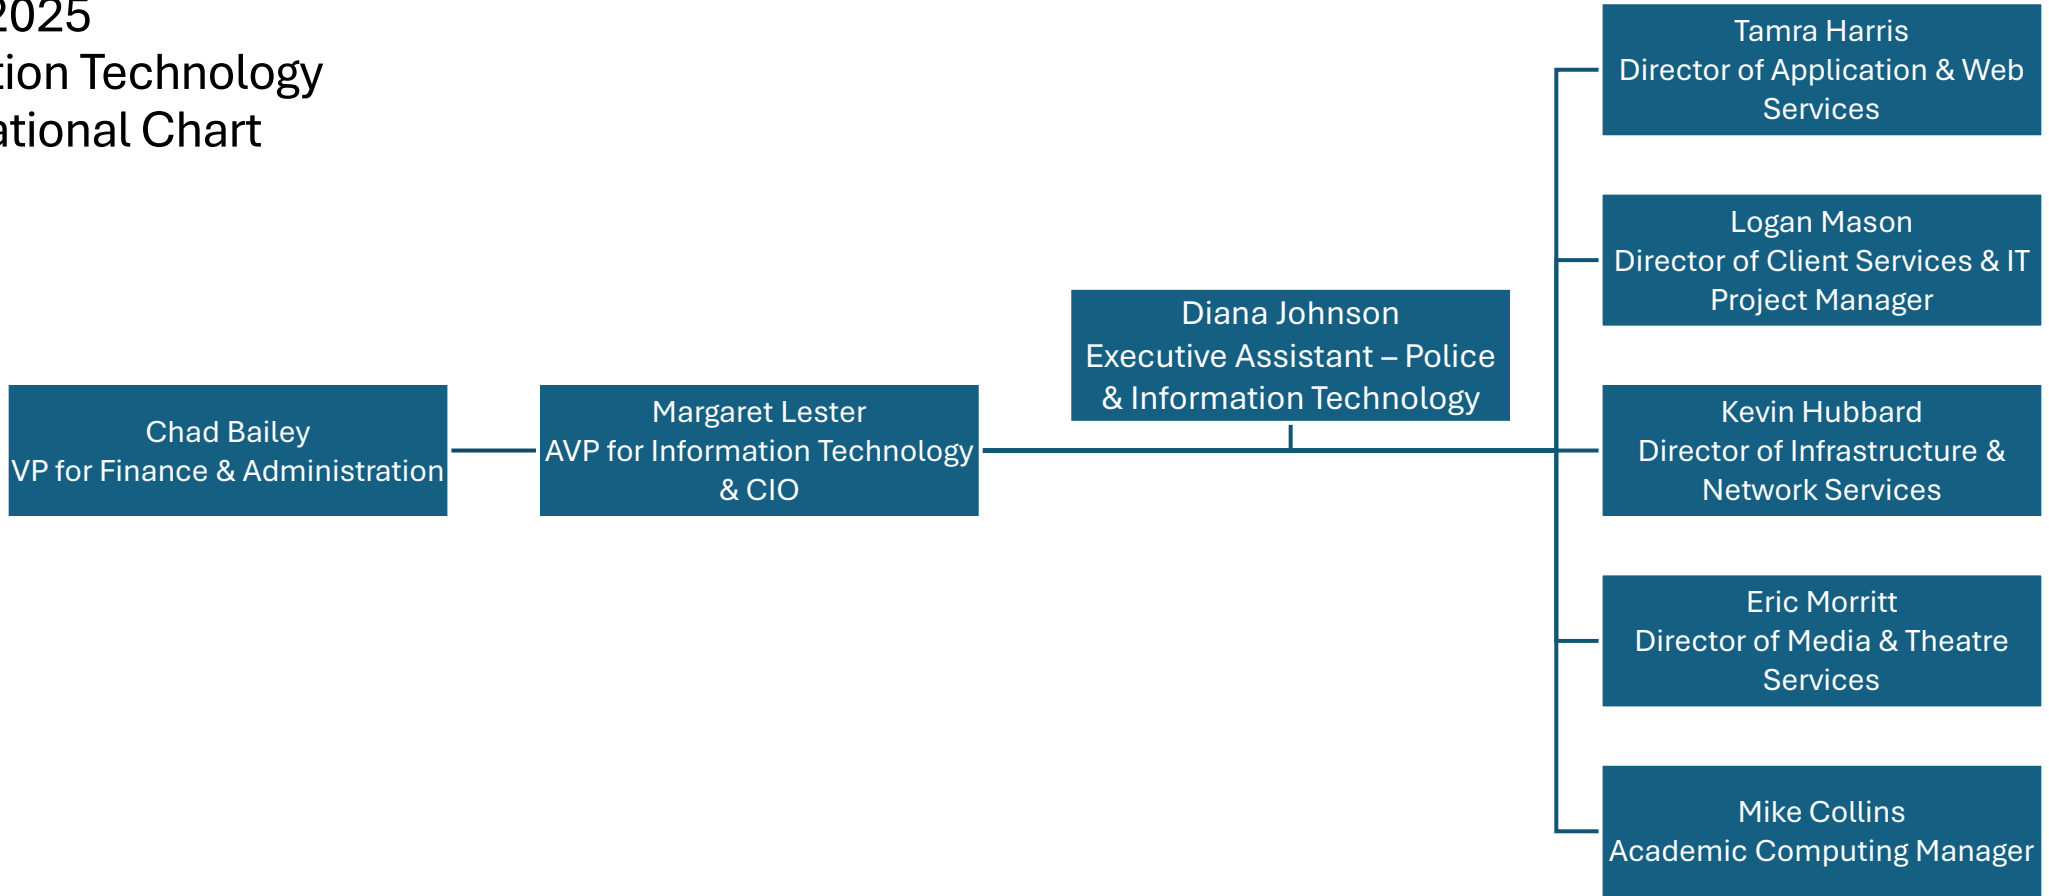 2025
tion Technology
ational Chart
Tamra Harris
Director of Application & Web
Services
Logan Mason
Director of Client Services & IT
Project Manager
Diana Johnson
Executive Assistant – Police
& Information Technology
Chad Bailey
VP for Finance & Administration
Margaret Lester
AVP for Information Technology
& CIO
Kevin Hubbard
Director of Infrastructure &
Network Services
Eric Morritt
Director of Media & Theatre
Services
Mike Collins
Academic Computing Manager